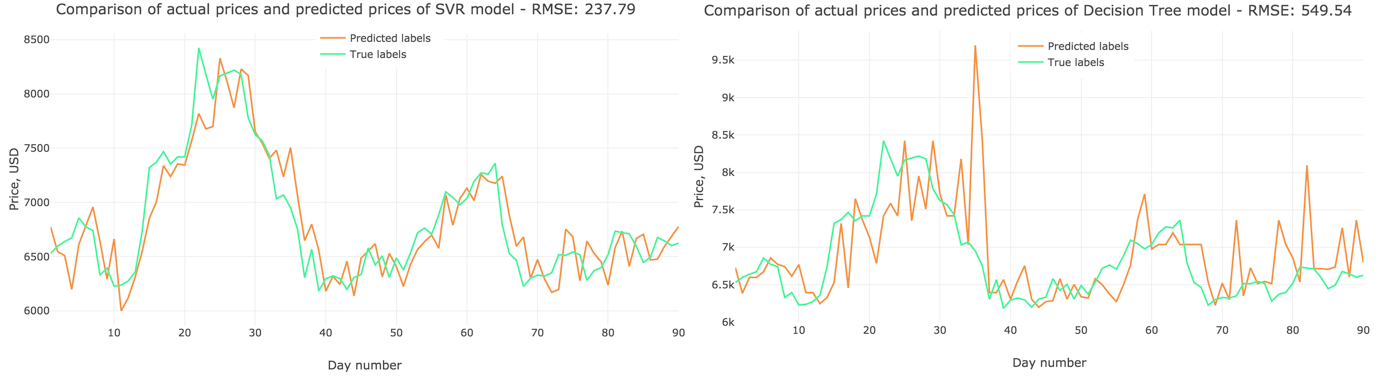 Comparison of actual prices and predicted prices of SVR model - RMSE: 237.79
Predicted labels
True labels
8500
8000
7500
7000
6500
6000
Price, USD
10 20 30 40 50 60 70 80 90
Day number
Comparison of actual prices and predicted prices of Decision Tree model - RMSE: 549.54
Predicted labels
True labels
9.5k
9k
8.5k
8k
7.5k
7k
6.5k
6k
Price, USD
10 20 30 40 50 60 70 80 90
Day number